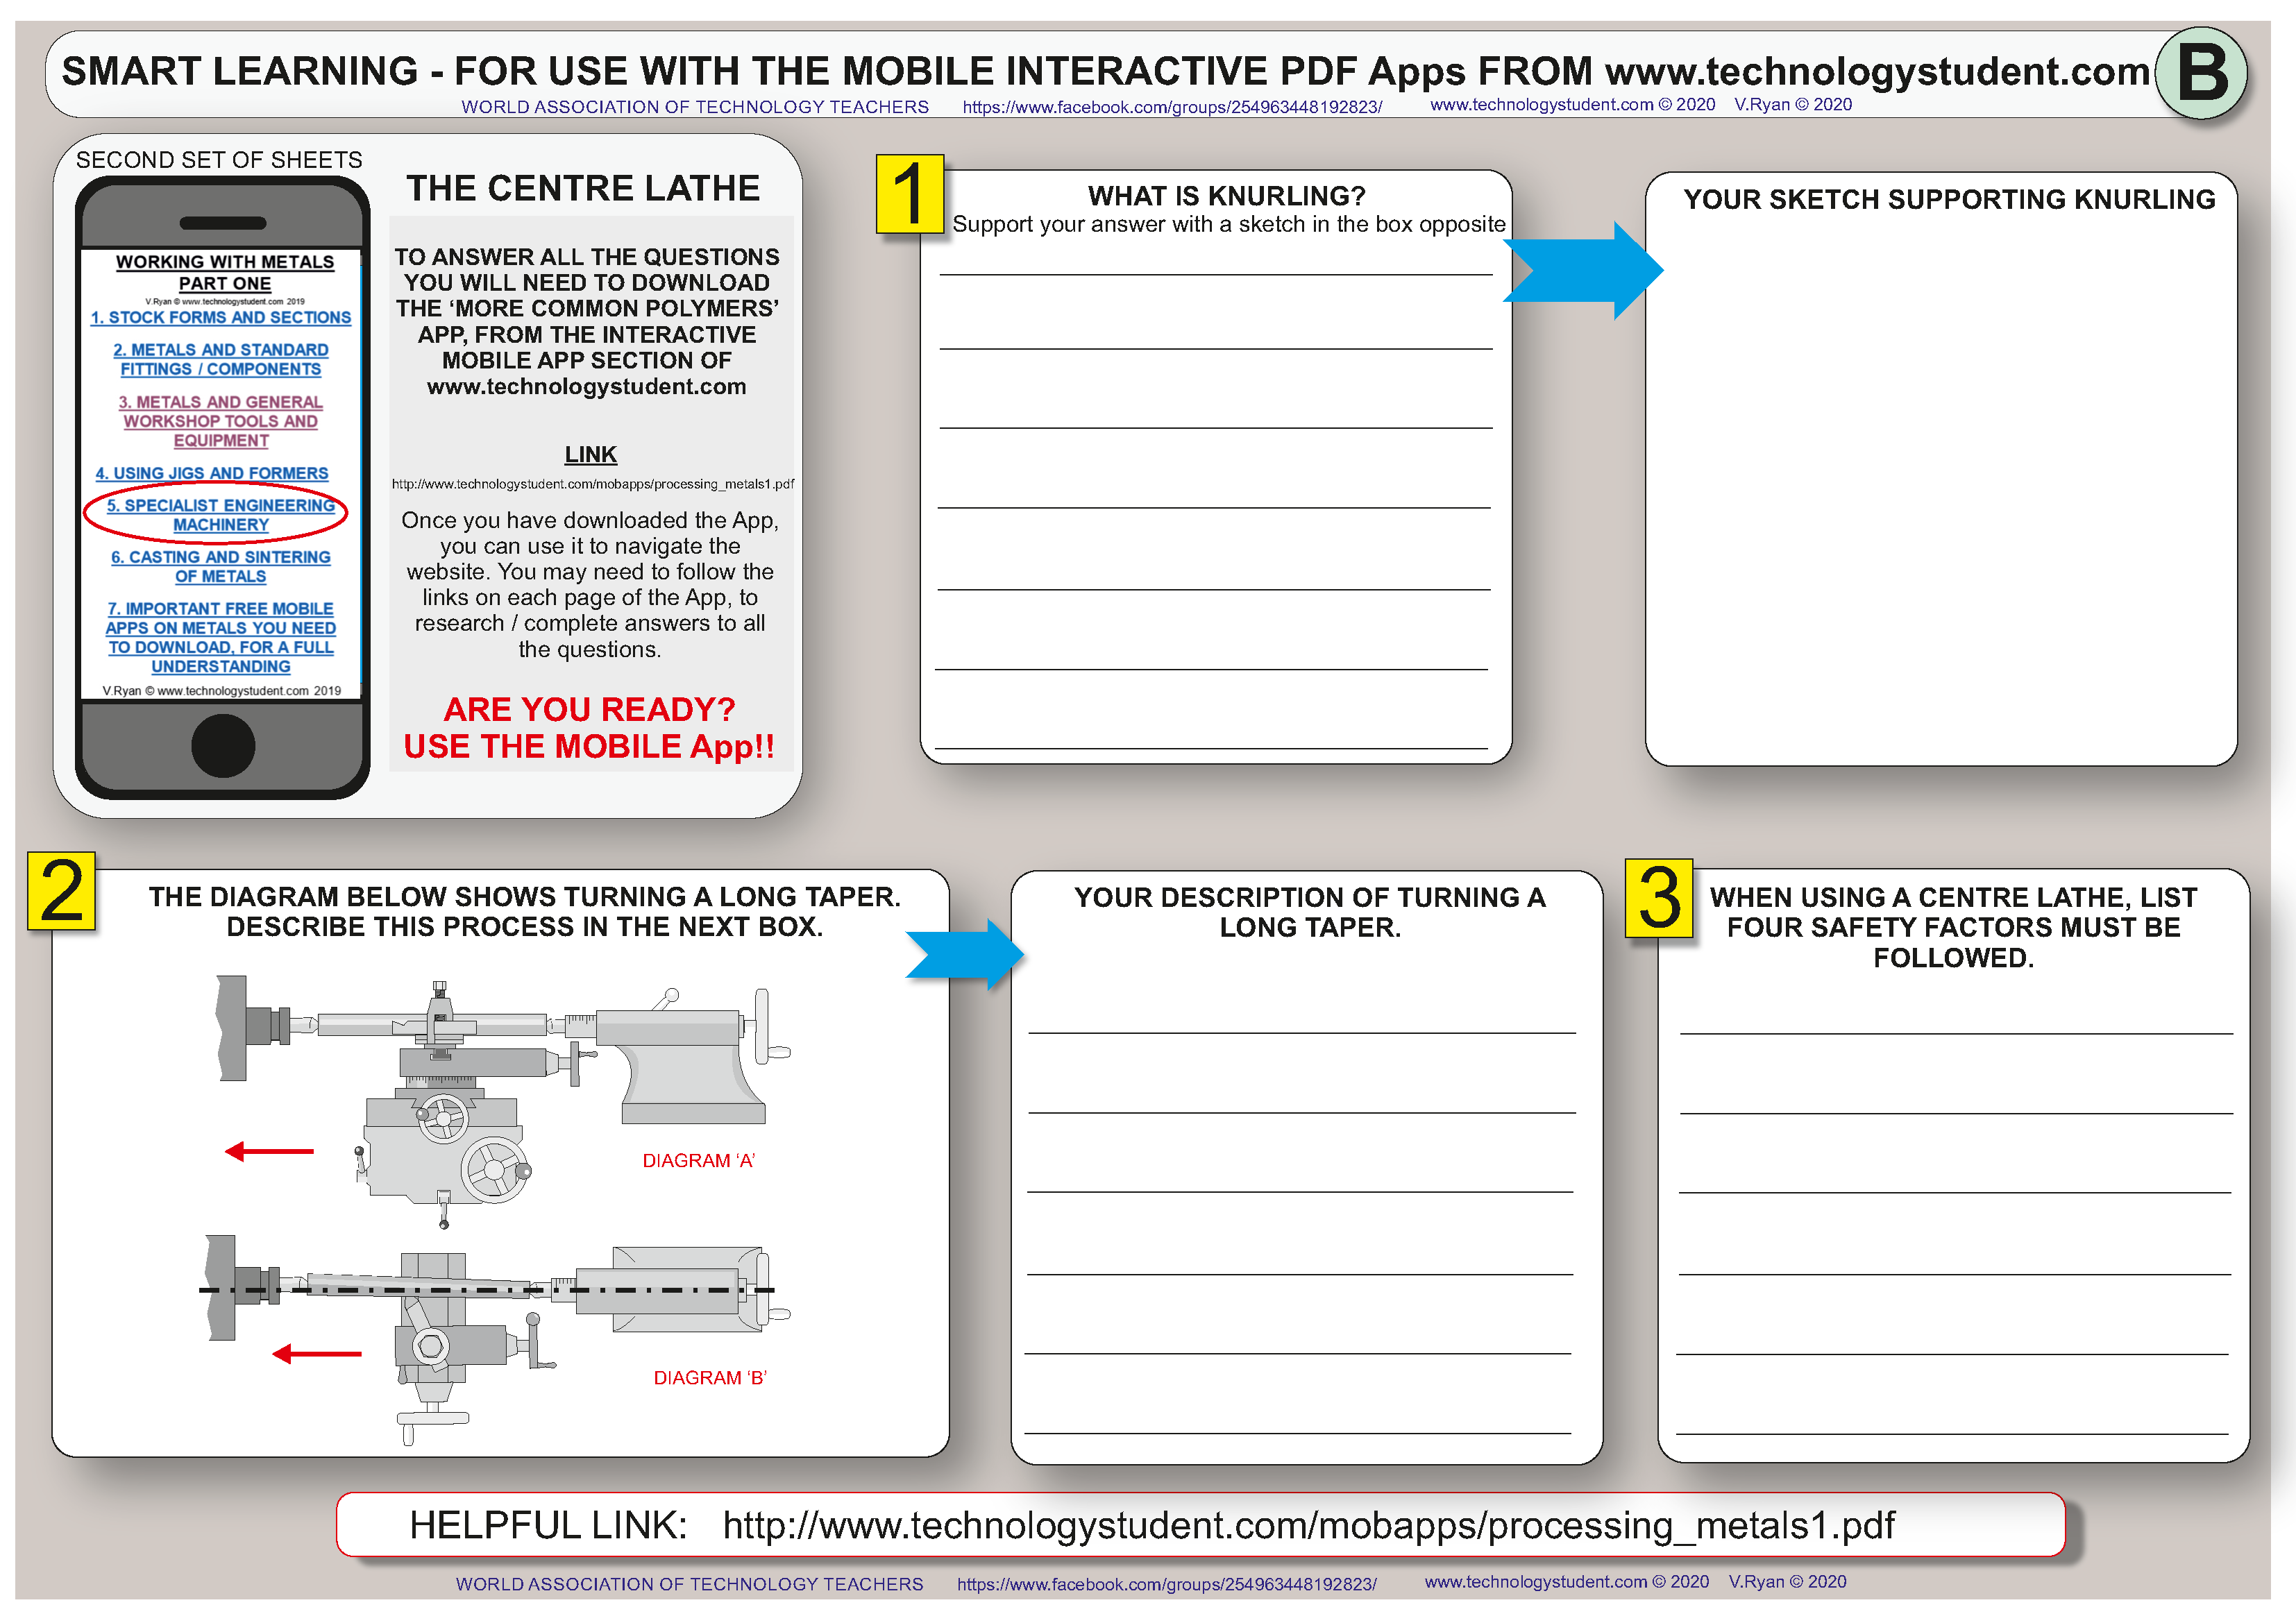 SMART LEARNING - FOR USE WITH THE MOBILE INTERACTIVE PDF Apps FROM www.technologystudent.com
B
WORLD ASSOCIATION OF TECHNOLOGY TEACHERS https://www.facebook.com/groups/254963448192823/ www.technologystudent.com © 2020 V.Ryan © 2020
SECOND SET OF SHEETS
WORKING WITH METALS
PART ONE
V.Ryan © www.technologystudent.com 2019
1. STOCK FORMS AND SECTIONS
2. METALS AND STANDARD
FITTINGS / COMPONENTS
3. METALS AND GENERAL
WORKSHOP TOOLS AND
EQUIPMENT
4. USING JIGS AND FORMERS
5. SPECIALIST ENGINEERING
MACHINERY
6. CASTING AND SINTERING
OF METALS
7. IMPORTANT FREE MOBILE
APPS ON METALS YOU NEED
TO DOWNLOAD, FOR A FULL
UNDERSTANDING
V.Ryan © www.technologystudent.com 2019
THE CENTRE LATHE
TO ANSWER ALL THE QUESTIONS
YOU WILL NEED TO DOWNLOAD
THE ‘MORE COMMON POLYMERS’
APP, FROM THE INTERACTIVE
MOBILE APP SECTION OF
www.technologystudent.com
LINK
http://www.technologystudent.com/mobapps/processing_metals1.pdf
Once you have downloaded the App,
you can use it to navigate the
website. You may need to follow the
links on each page of the App, to
research / complete answers to all
the questions.
ARE YOU READY?
USE THE MOBILE App!!
1
WHAT IS KNURLING?
Support your answer with a sketch in the box opposite
YOUR SKETCH SUPPORTING KNURLING
2
THE DIAGRAM BELOW SHOWS TURNING A LONG TAPER.
DESCRIBE THIS PROCESS IN THE NEXT BOX.
DIAGRAM ‘A’
DIAGRAM ‘B’
YOUR DESCRIPTION OF TURNING A
LONG TAPER.
3
WHEN USING A CENTRE LATHE, LIST
FOUR SAFETY FACTORS MUST BE
FOLLOWED.
HELPFUL LINK: http://www.technologystudent.com/mobapps/processing_metals1.pdf
WORLD ASSOCIATION OF TECHNOLOGY TEACHERS https://www.facebook.com/groups/254963448192823/ www.technologystudent.com © 2020 V.Ryan © 2020